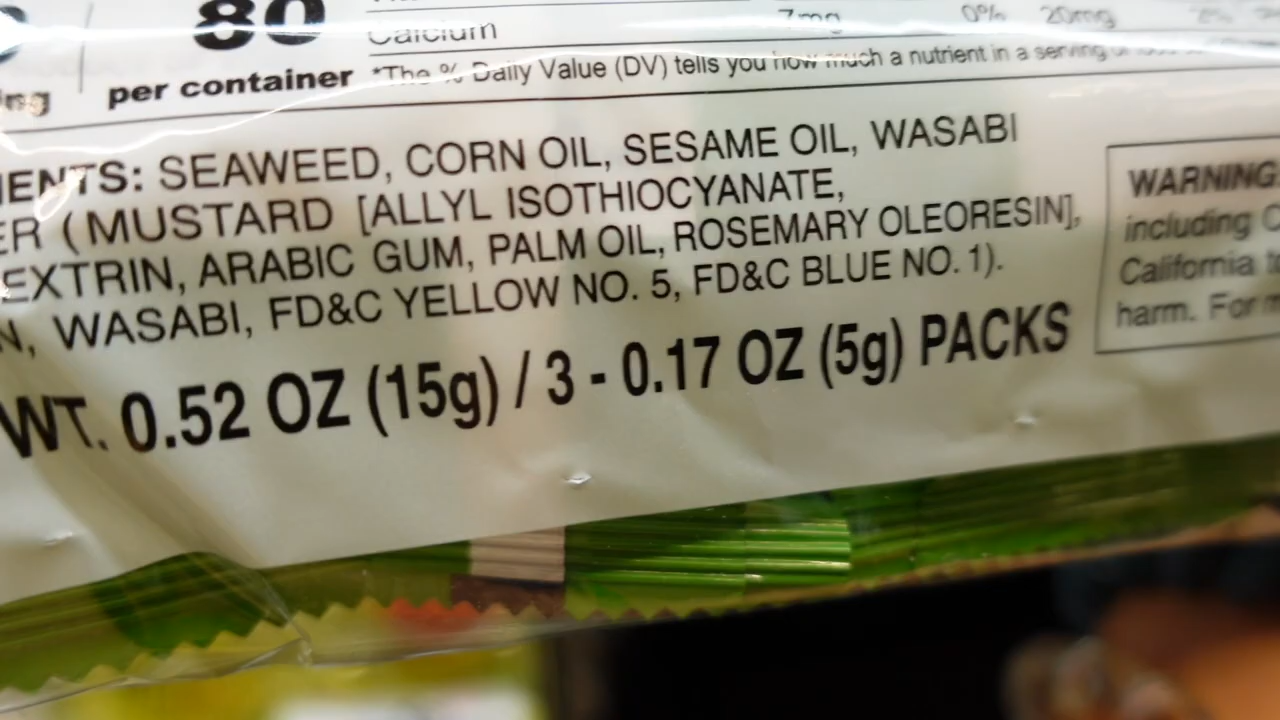 80
Calcium 7mg 0% 20mg 2%
per container *The % Daily Value (DV) tells you how much a nutrient in a serving
ENTS: SEAWEED, CORN OIL, SESAME OIL, WASABI
ER (MUSTARD [ALLYL ISOTHIOCYANATE,
EXTRIN, ARABIC GUM, PALM OIL, ROSEMARY OLEORESIN],
N, WASABI, FD&C YELLOW NO. 5, FD&C BLUE NO. 1).
WT. 0.52 OZ (15g) / 3 - 0.17 OZ (5g) PACKS
WARNING
including
California
harm. For